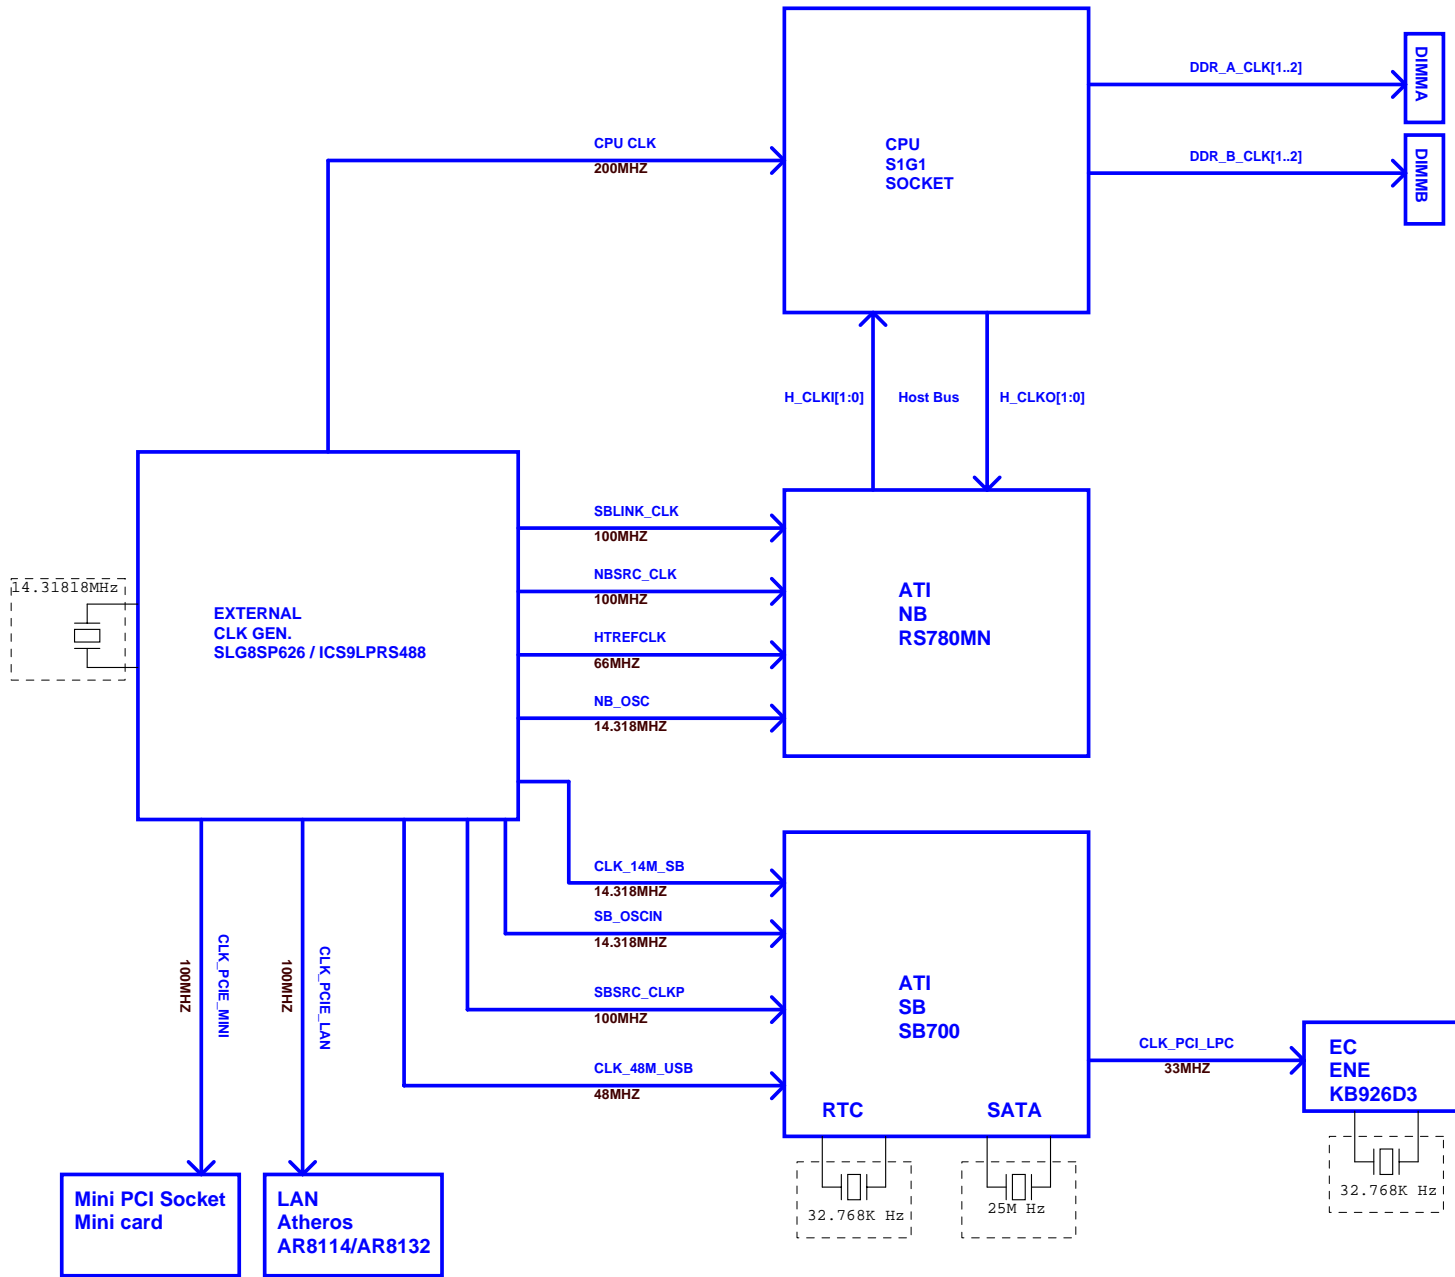 DDR_A_CLK[1..2]
DIMMA
CPU CLK
200MHZ
CPU
S1G1
SOCKET
DDR_B_CLK[1..2]
DIMMB
H_CLKI[1:0]
Host Bus
H_CLKO[1:0]
SBLINK_CLK
100MHZ
NBSRC_CLK
100MHZ
HTREFCLK
66MHZ
NB_OSC
14.318MHZ
ATI
NB
RS780MN
14.31818MHz
EXTERNAL
CLK GEN.
SLG8SP626 / ICS9LPRS488
CLK_14M_SB
14.318MHZ
SB_OSCIN
14.318MHZ
SBSRC_CLKP
100MHZ
CLK_48M_USB
48MHZ
100MHZ
CLK_PCIE_MINI
100MHZ
CLK_PCIE_LAN
ATI
SB
SB700
RTC
SATA
CLK_PCI_LPC
33MHZ
EC
ENE
KB926D3
32.768K Hz
25M Hz
32.768K Hz
Mini PCI Socket
Mini card
LAN
Atheros
AR8114/AR8132